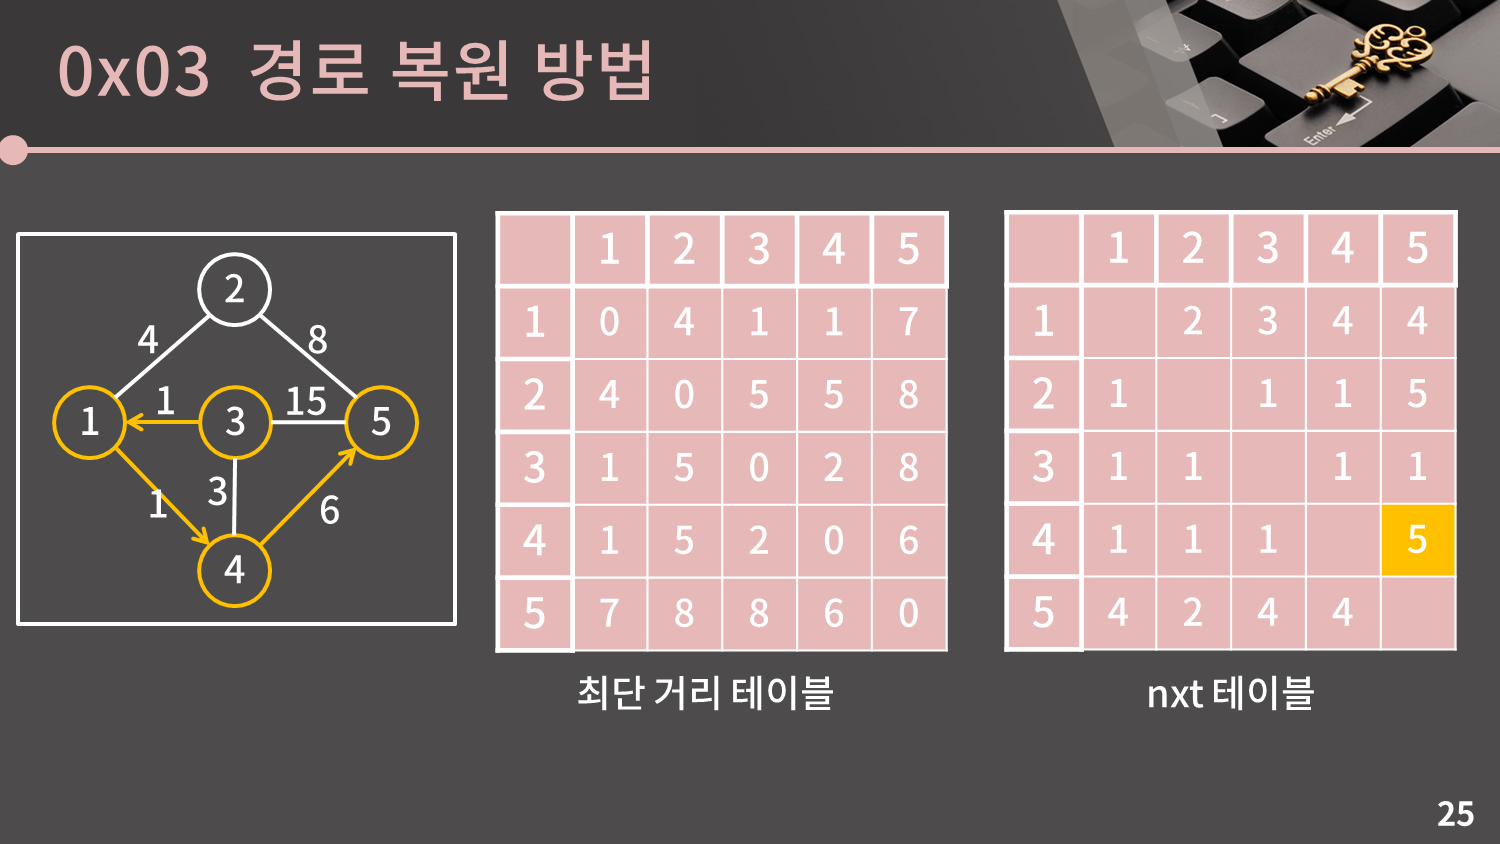 0x03 경로 복원 방법
Enter
2
4 8
1 1 3 15 5
1 3 6
4
1 2 3 4 5
1 0 4 1 1 7
2 4 0 5 5 8
3 1 5 0 2 8
4 1 5 2 0 6
5 7 8 8 6 0
최단 거리 테이블
1 2 3 4 5
1 2 3 4 4
2 1 1 1 5
3 1 1 1 1
4 1 1 1 5
5 4 2 4 4
nxt 테이블
25